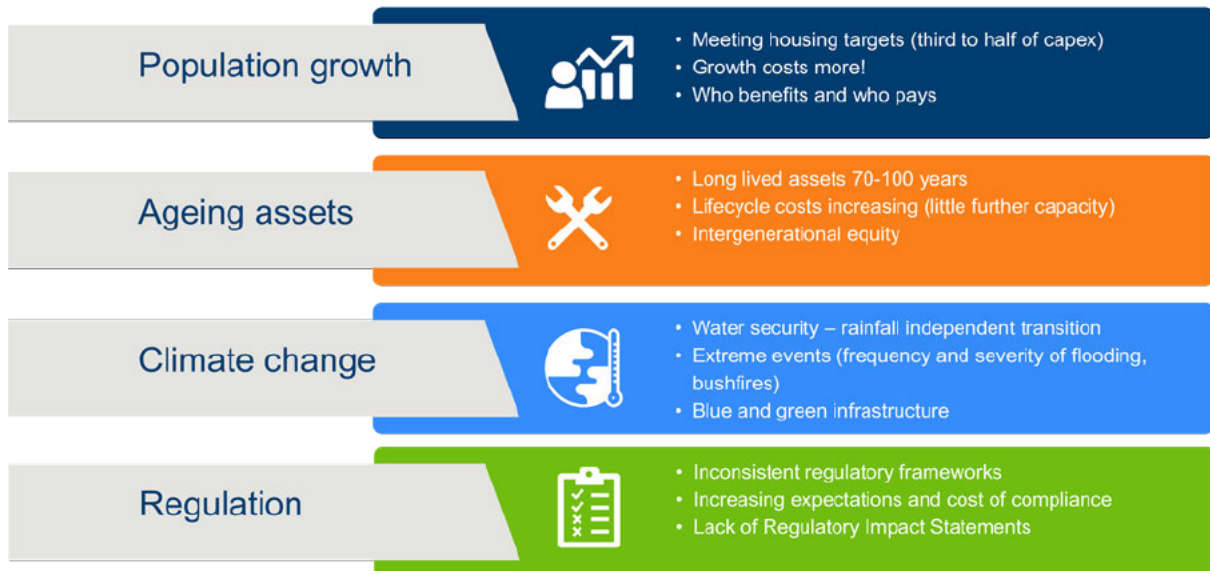 Population growth
• Meeting housing targets (third to half of capex)
• Growth costs more!
• Who benefits and who pays
Ageing assets
• Long lived assets 70-100 years
• Lifecycle costs increasing (little further capacity)
• Intergenerational equity
Climate change
• Water security – rainfall independent transition
• Extreme events (frequency and severity of flooding,
bushfires)
• Blue and green infrastructure
Regulation
• Inconsistent regulatory frameworks
• Increasing expectations and cost of compliance
• Lack of Regulatory Impact Statements